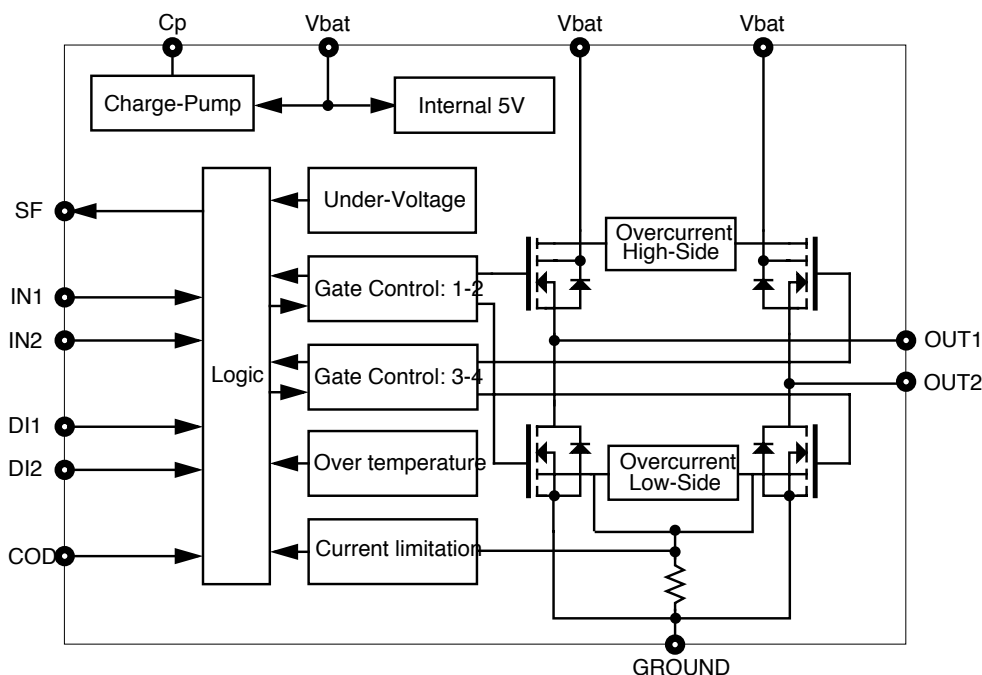 Cp
Vbat
Vbat
Vbat
Charge-Pump
Internal 5V
SF
IN1
IN2
DI1
DI2
COD
Logic
Under-Voltage
Gate Control: 1-2
Gate Control: 3-4
Over temperature
Current limitation
Overcurrent
High-Side
Overcurrent
Low-Side
OUT1
OUT2
GROUND